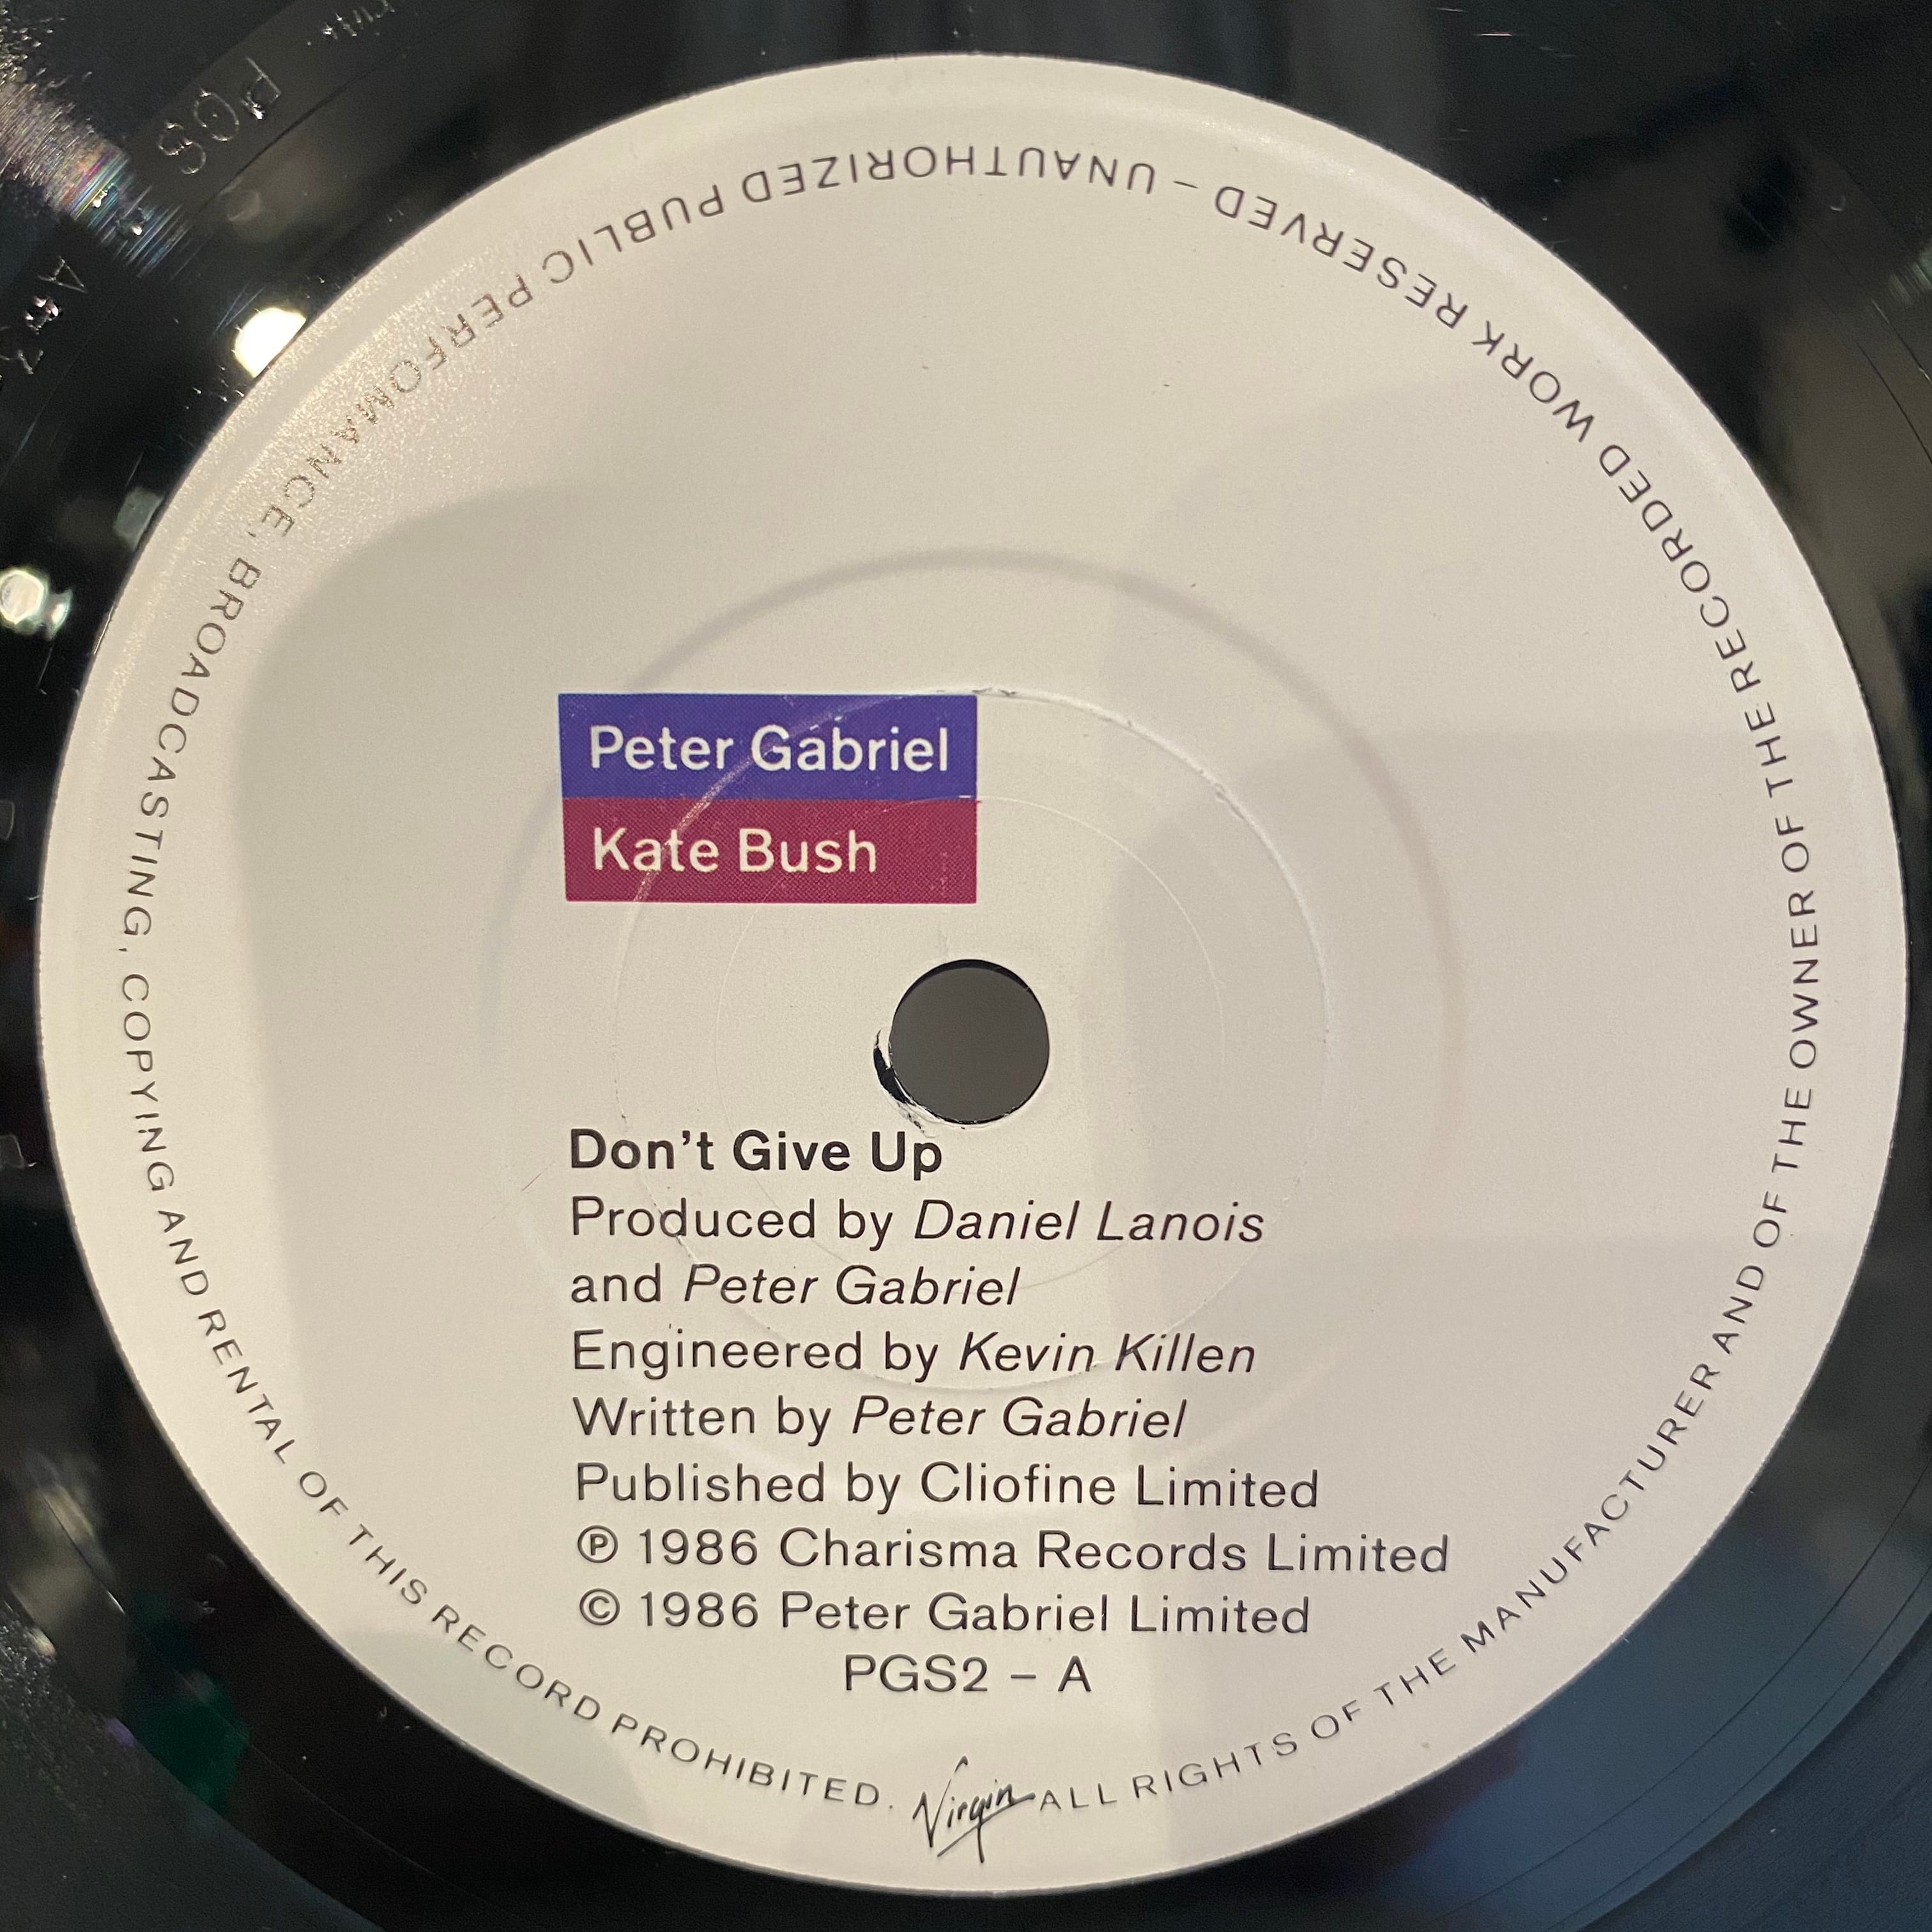 Peter Gabriel
Kate Bush
Don't Give Up
Produced by Daniel Lanois
and Peter Gabriel
Engineered by Kevin Killen
Written by Peter Gabriel
Published by Cliofine Limited
℗ 1986 Charisma Records Limited
© 1986 Peter Gabriel Limited
PGS2 – A
Virgin
ALL RIGHTS OF THE MANUFACTURER AND OF THE OWNER OF THE RECORDED WORK RESERVED – UNAUTHORIZED PUBLIC PERFOMANCE, BROADCASTING, COPYING AND RENTAL OF THIS RECORD PROHIBITED.
PGS